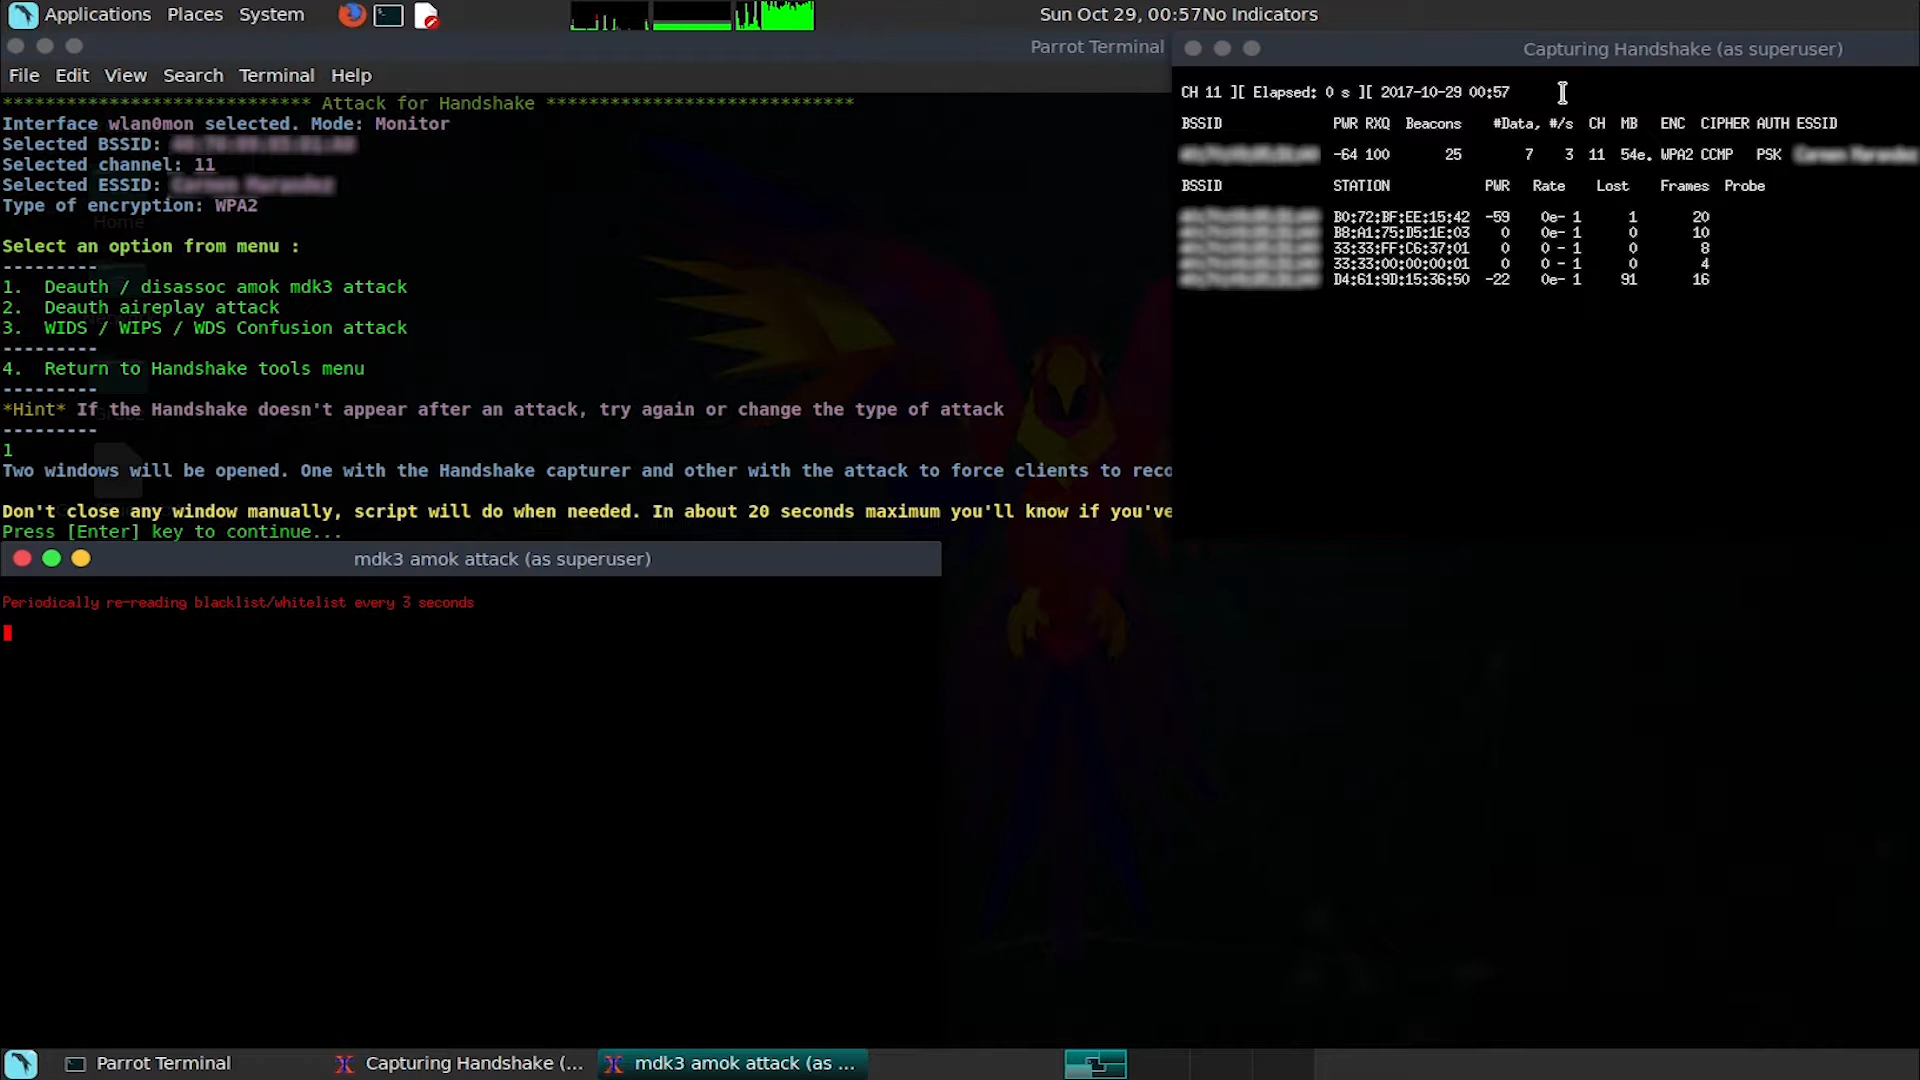 Applications Places System
Sun Oct 29, 00:57No Indicators
Parrot Terminal
File Edit View Search Terminal Help
***************************** Attack for Handshake *****************************
Interface wlan0mon selected. Mode: Monitor
Selected BSSID:
Selected channel: 11
Selected ESSID:
Type of encryption: WPA2
Home
Select an option from menu :
---------
1. Deauth / disassoc amok mdk3 attack
2. Deauth aireplay attack
3. WIDS / WIPS / WDS Confusion attack
---------
4. Return to Handshake tools menu
---------
*Hint* If the Handshake doesn't appear after an attack, try again or change the type of attack
---------
1
Two windows will be opened. One with the Handshake capturer and other with the attack to force clients to reco
Don't close any window manually, script will do when needed. In about 20 seconds maximum you'll know if you've
Press [Enter] key to continue...
Capturing Handshake (as superuser)
CH 11 ][ Elapsed: 0 s ][ 2017-10-29 00:57
BSSID PWR RXQ Beacons #Data, #/s CH MB ENC CIPHER AUTH ESSID
-64 100 25 7 3 11 54e. WPA2 CCMP PSK
BSSID STATION PWR Rate Lost Frames Probe
B0:72:BF:EE:15:42 -59 0e- 1 1 20
B8:A1:75:D5:1E:03 0 0e- 1 0 10
33:33:FF:C6:37:01 0 0 - 1 0 8
33:33:00:00:00:01 0 0 - 1 0 4
D4:61:9D:15:36:50 -22 0e- 1 91 16
mdk3 amok attack (as superuser)
Periodically re-reading blacklist/whitelist every 3 seconds
Parrot Terminal
Capturing Handshake (...
mdk3 amok attack (as ...